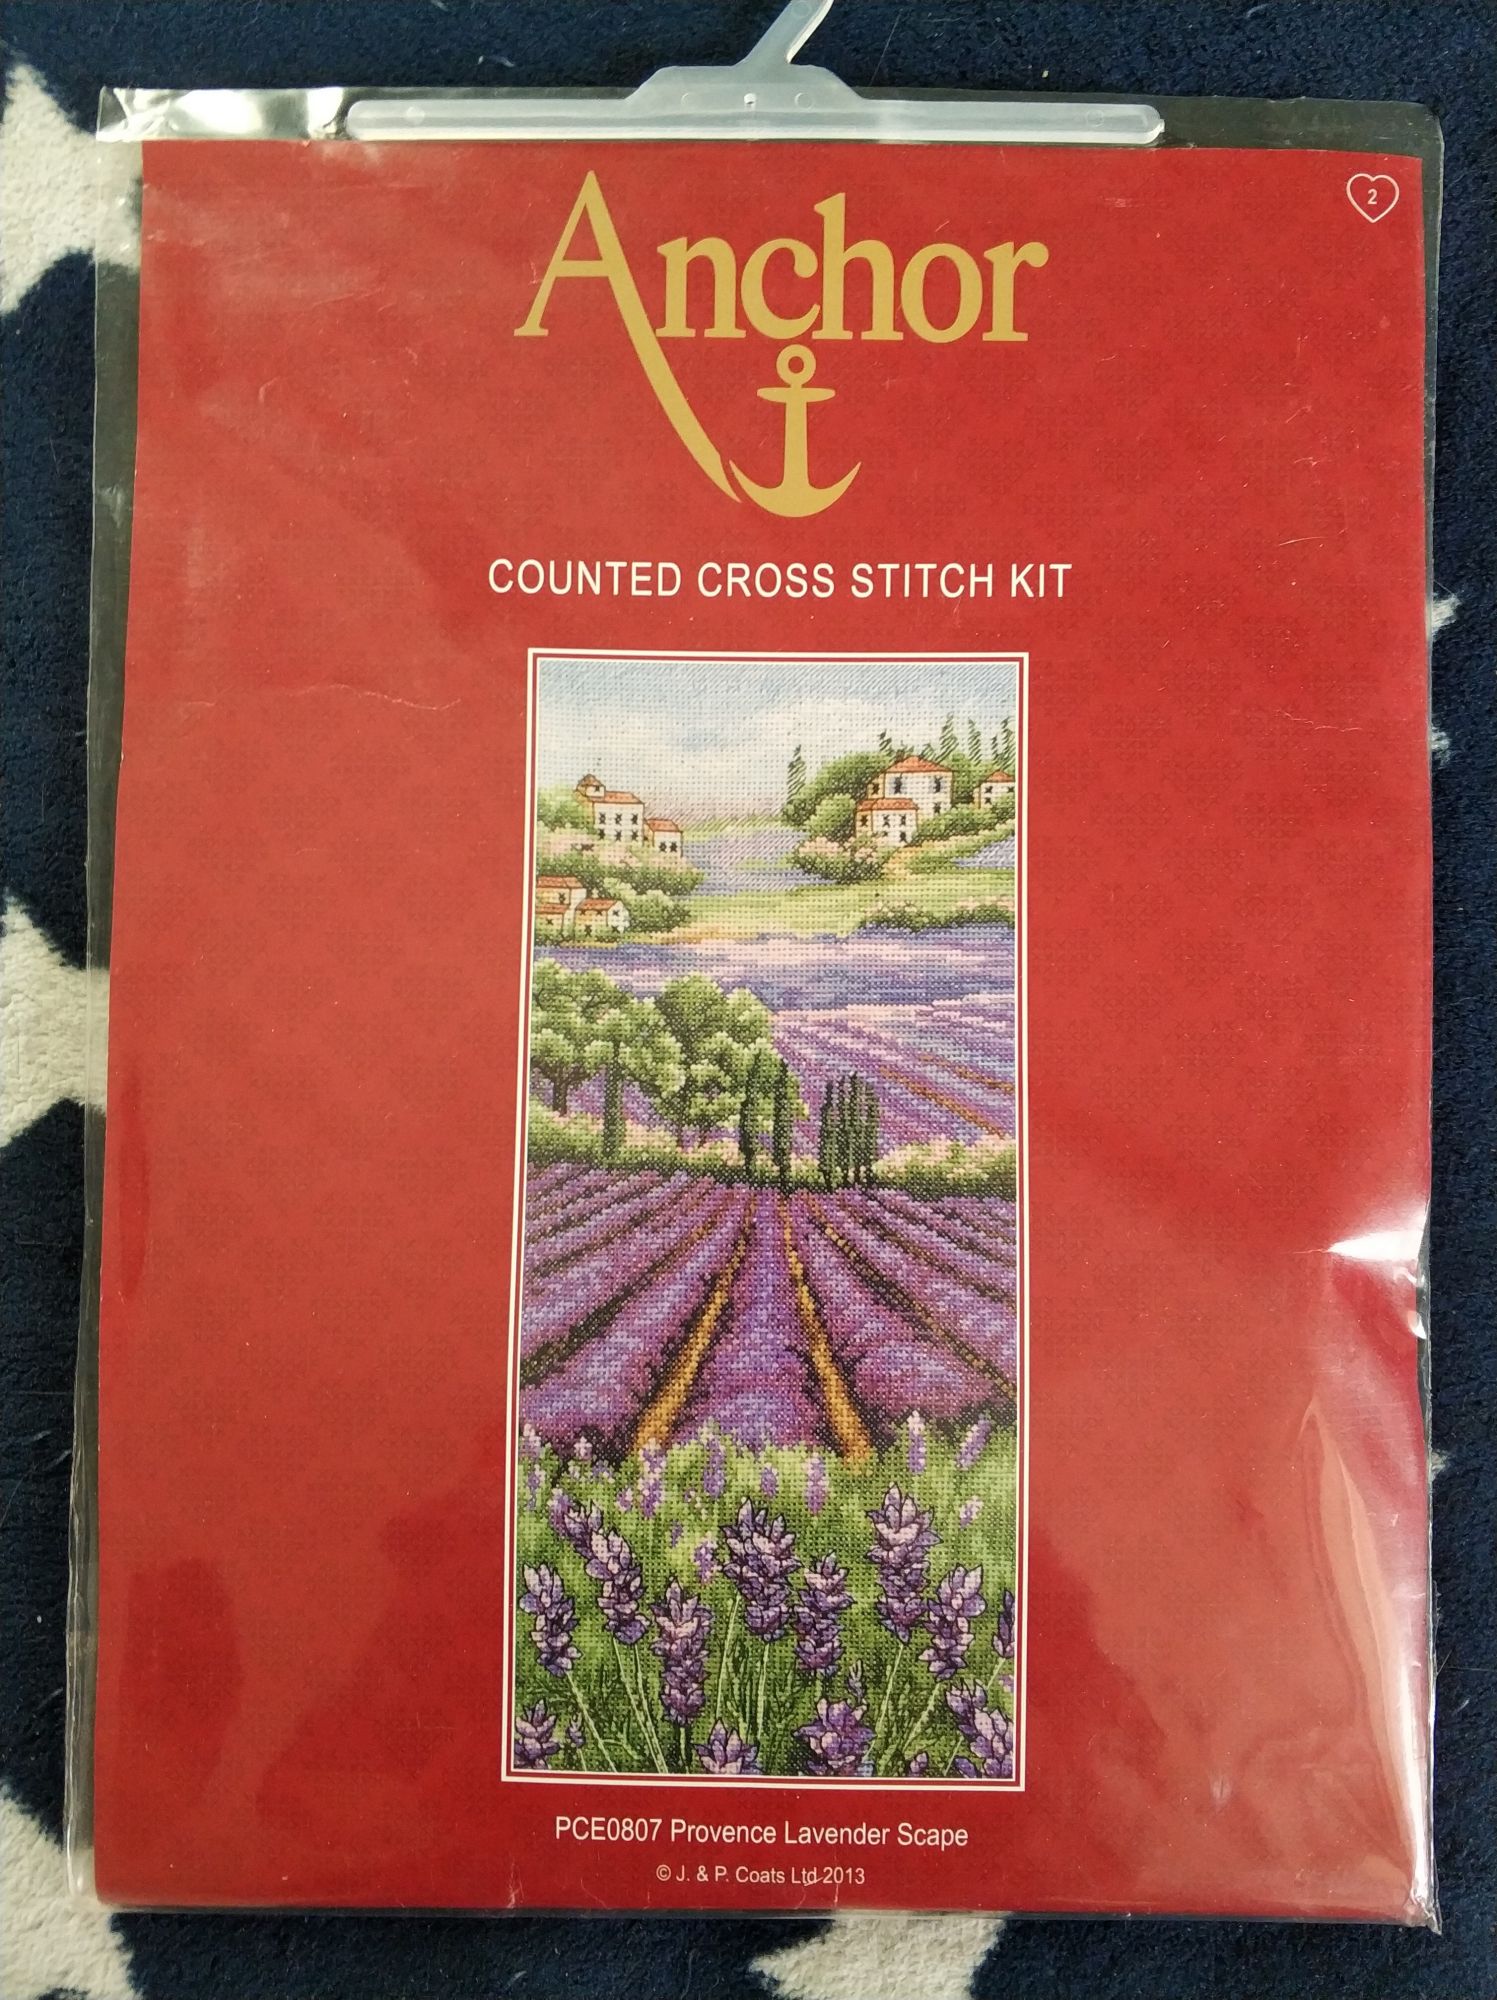 2
Anchor
COUNTED CROSS STITCH KIT
PCE0807 Provence Lavender Scape
© J. & P. Coats Ltd 2013